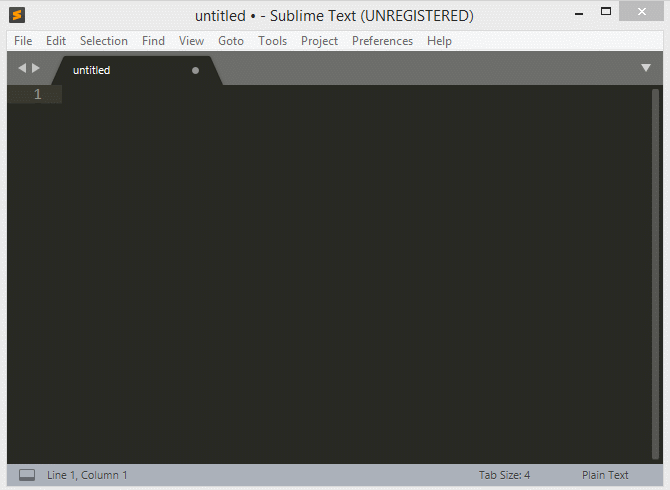 untitled • - Sublime Text (UNREGISTERED)
File Edit Selection Find View Goto Tools Project Preferences Help
untitled
1
Line 1, Column 1 Tab Size: 4 Plain Text